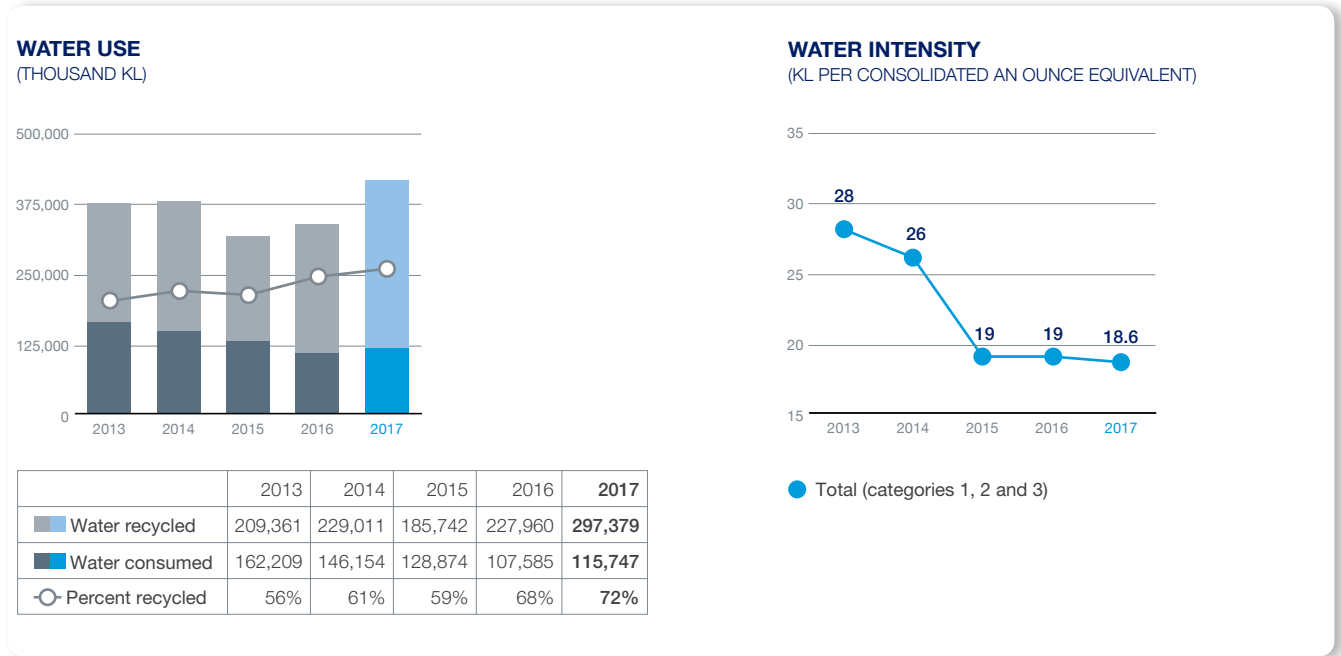 WATER USE
(THOUSAND KL)
500,000
375,000
250,000
125,000
0
2013 2014 2015 2016 2017
2013 2014 2015 2016 2017
Water recycled 209,361 229,011 185,742 227,960 297,379
Water consumed 162,209 146,154 128,874 107,585 115,747
Percent recycled 56% 61% 59% 68% 72%
WATER INTENSITY
(KL PER CONSOLIDATED AN OUNCE EQUIVALENT)
35
30
25
20
15
28
26
19 19 18.6
2013 2014 2015 2016 2017
Total (categories 1, 2 and 3)